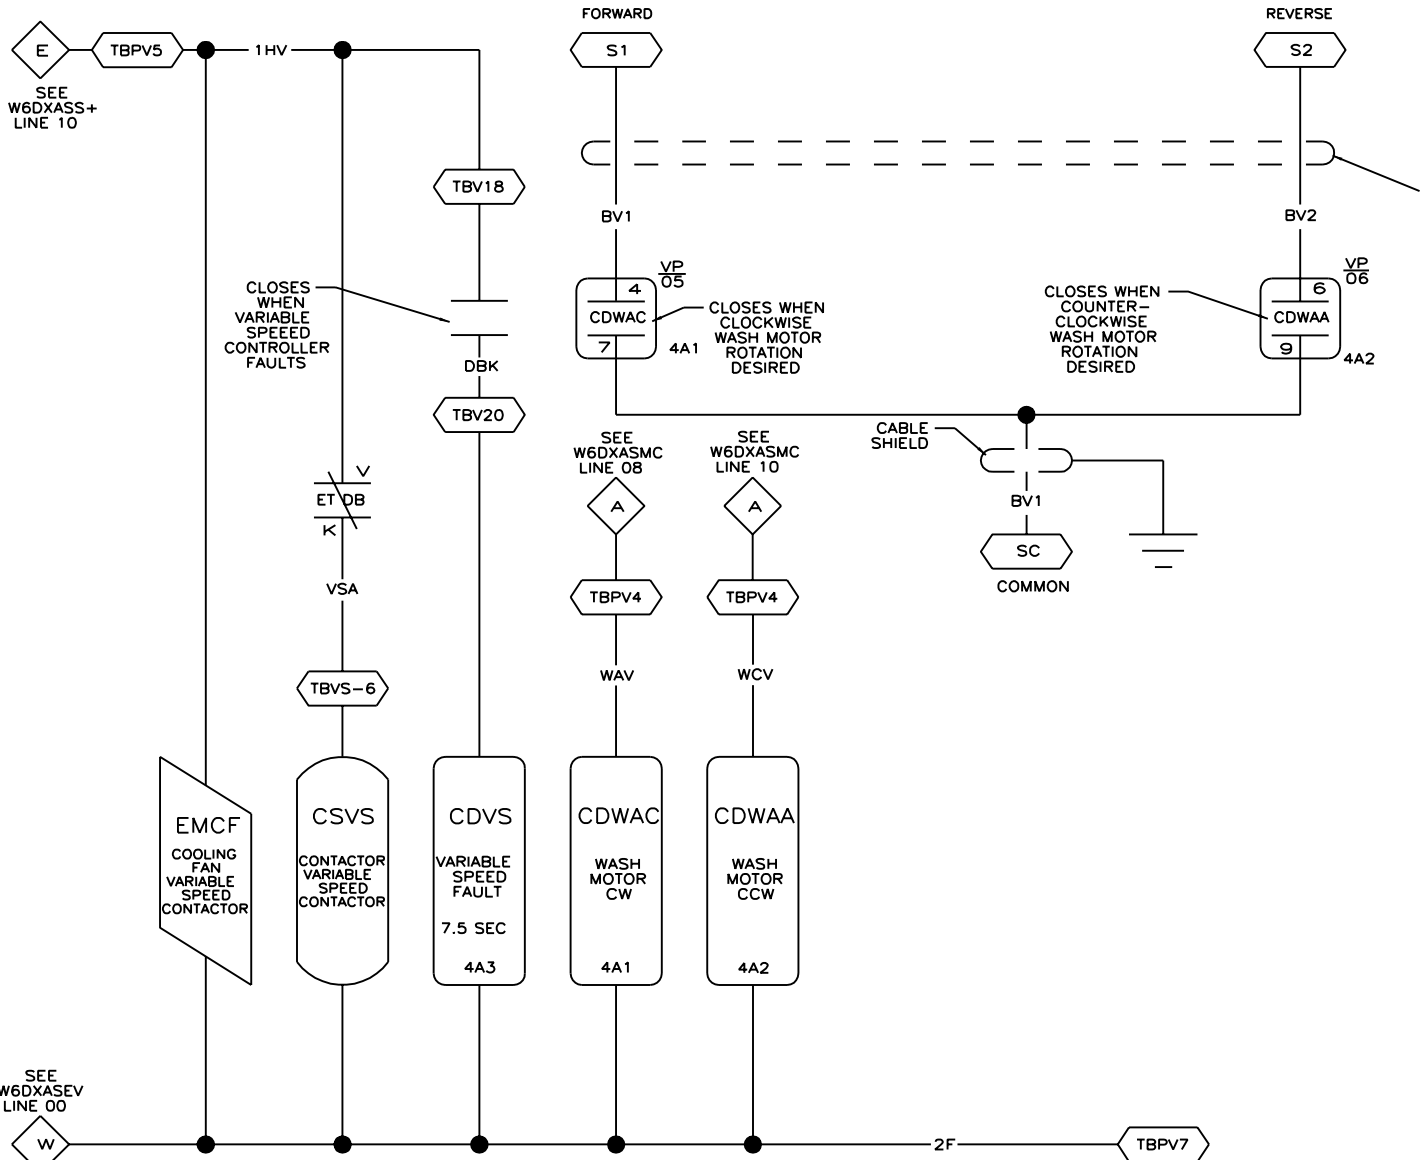 FORWARD
REVERSE
E
TBPV5
1HV
S1
S2
SEE
W6DXASS+
LINE 10
TBV18
BV1
BV2
VP
05
VP
06
CLOSES
WHEN
VARIABLE
SPEEED
CONTROLLER
FAULTS
4
CDWAC
7
4A1
CLOSES WHEN
CLOCKWISE
WASH MOTOR
ROTATION
DESIRED
CLOSES WHEN
COUNTER-
CLOCKWISE
WASH MOTOR
ROTATION
DESIRED
6
CDWAA
9
4A2
DBK
TBV20
CABLE
SHIELD
SEE
W6DXASMC
LINE 08
SEE
W6DXASMC
LINE 10
V
ET DB
K
A
A
BV1
SC
COMMON
VSA
TBPV4
TBPV4
WAV
WCV
TBVS-6
EMCF
COOLING
FAN
VARIABLE
SPEED
CONTACTOR
CSVS
CONTACTOR
VARIABLE
SPEED
CONTACTOR
CDVS
VARIABLE
SPEED
FAULT
7.5 SEC
4A3
CDWAC
WASH
MOTOR
CW
4A1
CDWAA
WASH
MOTOR
CCW
4A2
SEE
W6DXASEV
LINE 00
W
2F
TBPV7